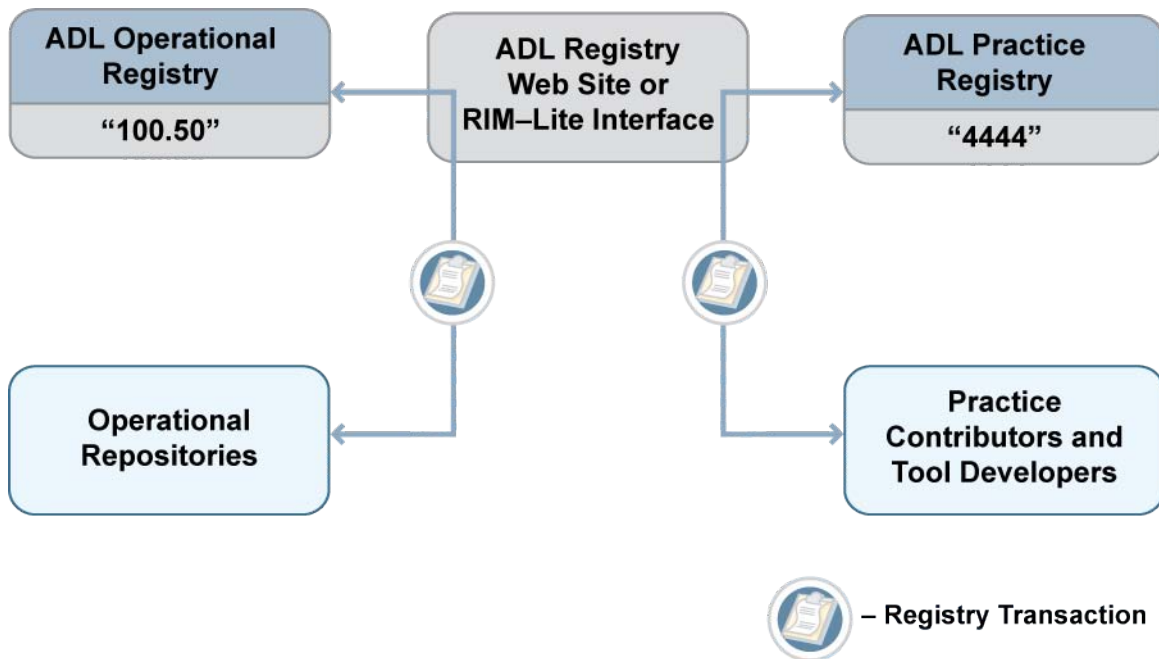 ADL Operational
Registry
“100.50”
ADL Registry
Web Site or
RIM–Lite Interface
ADL Practice
Registry
“4444”
Operational
Repositories
Practice
Contributors and
Tool Developers
– Registry Transaction